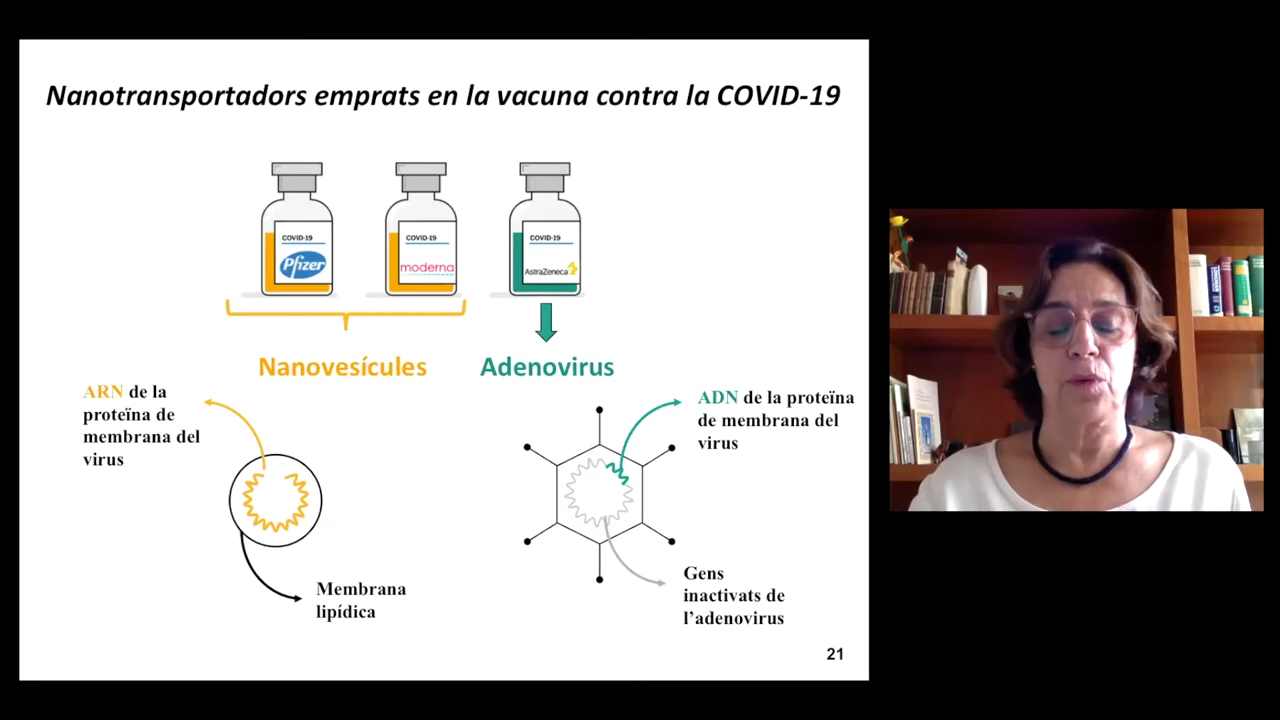 Nanotransportadors emprats en la vacuna contra la COVID-19
COVID-19
Pfizer
COVID-19
moderna
COVID-19
AstraZeneca
Nanovesícules
Adenovirus
ARN de la
proteïna de
membrana del
virus
ADN de la proteïna
de membrana del
virus
Membrana
lipídica
Gens
inactivats de
l’adenovirus
21